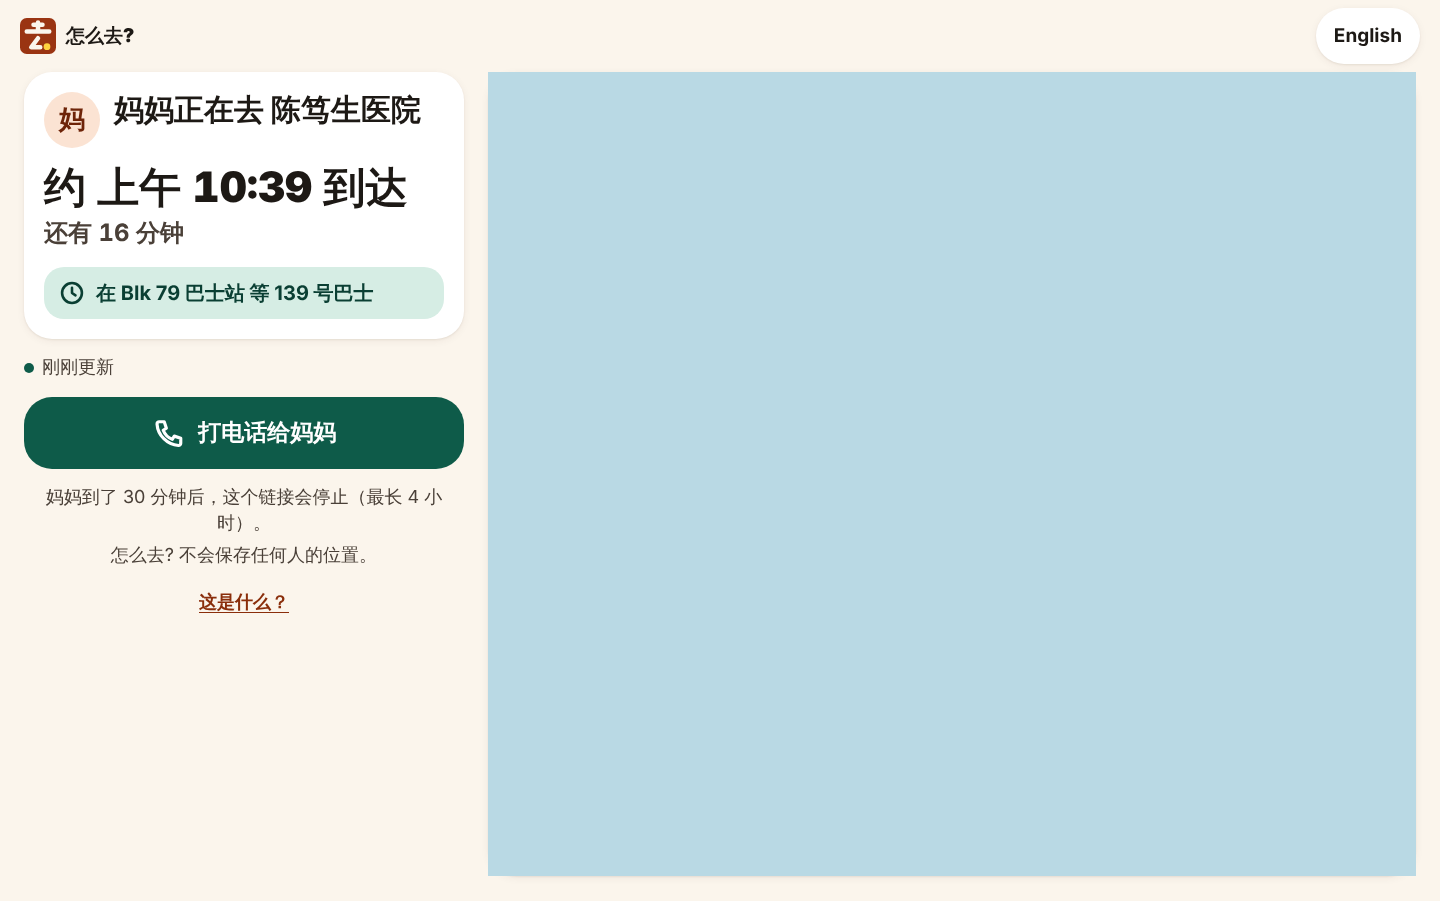 去
怎么去?
English
妈
妈妈正在去 陈笃生医院
约 上午 10:39 到达
还有 16 分钟
在 Blk 79 巴士站 等 139 号巴士
刚刚更新
打电话给妈妈
妈妈到了 30 分钟后，这个链接会停止（最长 4 小
时）。
怎么去? 不会保存任何人的位置。
这是什么？